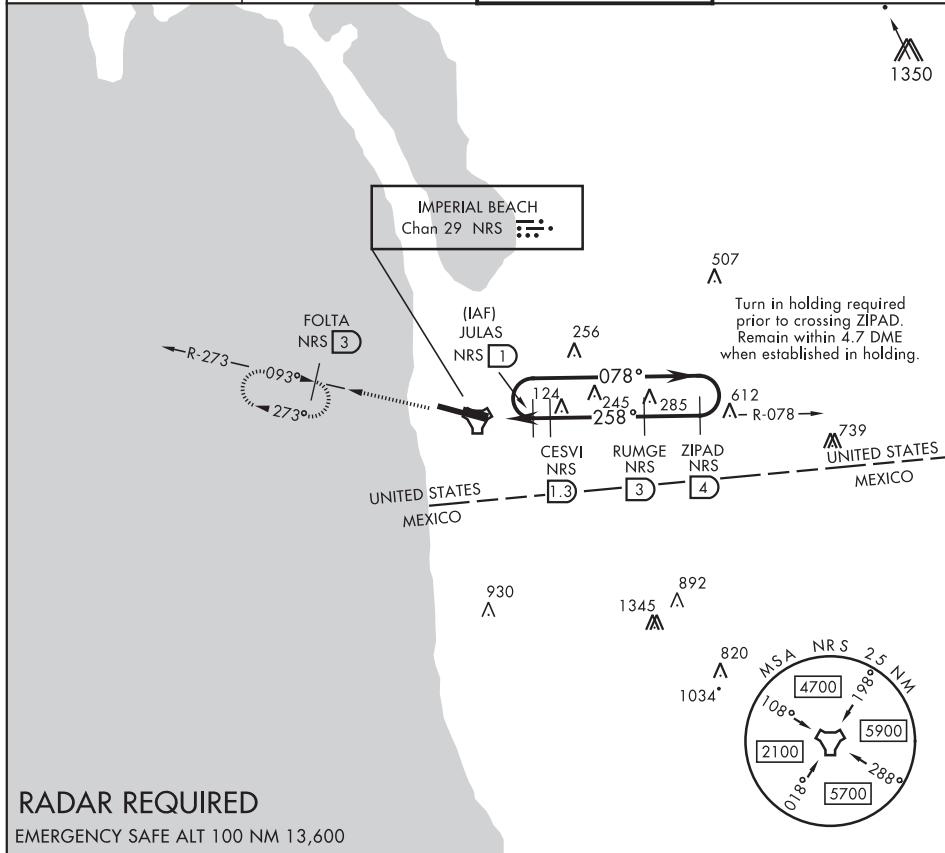 1350
IMPERIAL BEACH
Chan 29 NRS
507
Turn in holding required
prior to crossing ZIPAD.
Remain within 4.7 DME
when established in holding.
(IAF)
JULAS
NRS 1
FOLTA
NRS 3
256
R-273
093°
273°
078°
124
245
285
258°
612
R-078
739
CESVI
NRS
1.3
RUMGE
NRS
3
ZIPAD
NRS
4
UNITED STATES
MEXICO
UNITED STATES
MEXICO
930
1345
892
820
1034
MSA NRS 25 NM
4700
198°
108°
5900
2100
288°
018°
5700
RADAR REQUIRED
EMERGENCY SAFE ALT 100 NM 13,600